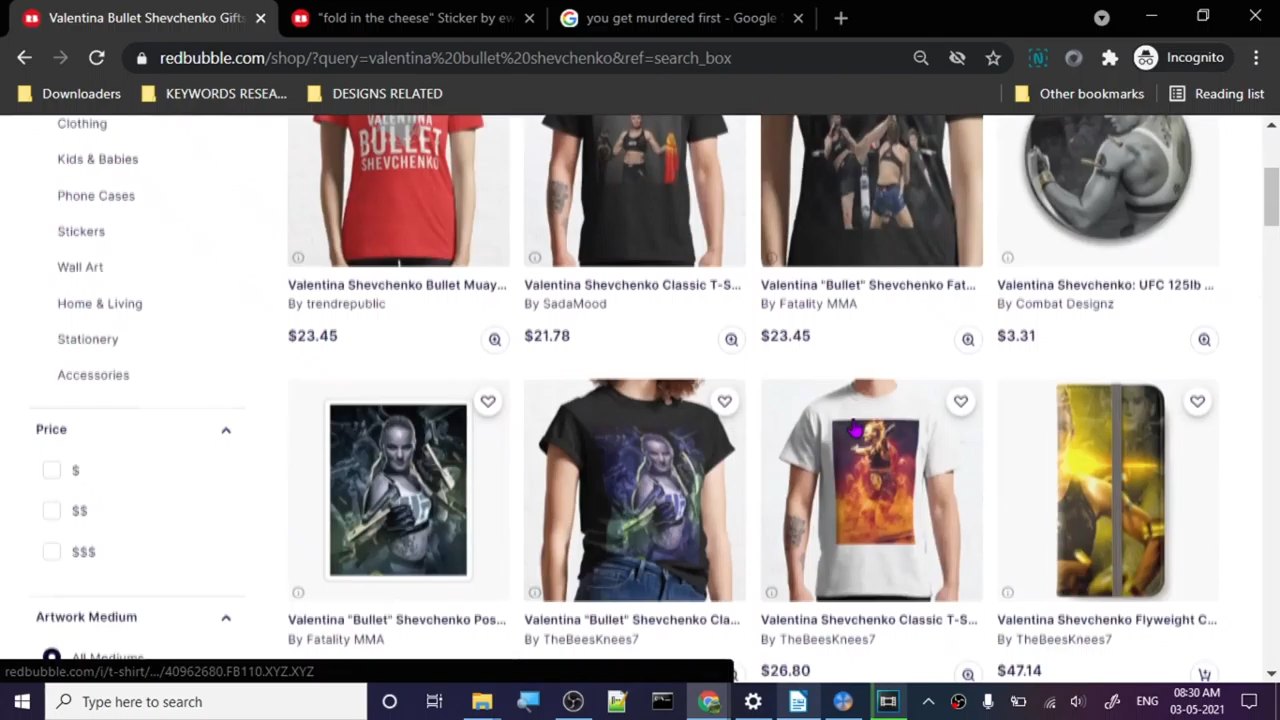 Valentina Bullet Shevchenko Gifts
"fold in the cheese" Sticker by ew
you get murdered first - Google
redbubble.com/shop/?query=valentina%20bullet%20shevchenko&ref=search_box
Incognito
Downloaders
KEYWORDS RESEA...
DESIGNS RELATED
Other bookmarks
Reading list
Clothing
Kids & Babies
Phone Cases
Stickers
Wall Art
Home & Living
Stationery
Accessories
Price
$
$$
$$$
Artwork Medium
All Mediums
VALENTINA
BULLET
SHEVCHENKO
Valentina Shevchenko Bullet Muay...
By trendrepublic
$23.45
Valentina Shevchenko Classic T-S...
By SadaMood
$21.78
Valentina "Bullet" Shevchenko Fat...
By Fatality MMA
$23.45
Valentina Shevchenko: UFC 125lb ...
By Combat Designz
$3.31
Valentina "Bullet" Shevchenko Pos...
By Fatality MMA
Valentina "Bullet" Shevchenko Cla...
By TheBeesKnees7
Valentina Shevchenko Classic T-S...
By TheBeesKnees7
$26.80
Valentina Shevchenko Flyweight C...
By TheBeesKnees7
$47.14
redbubble.com/i/t-shirt/.../40962680.FB110.XYZ.XYZ
Type here to search
ENG
08:30 AM
03-05-2021